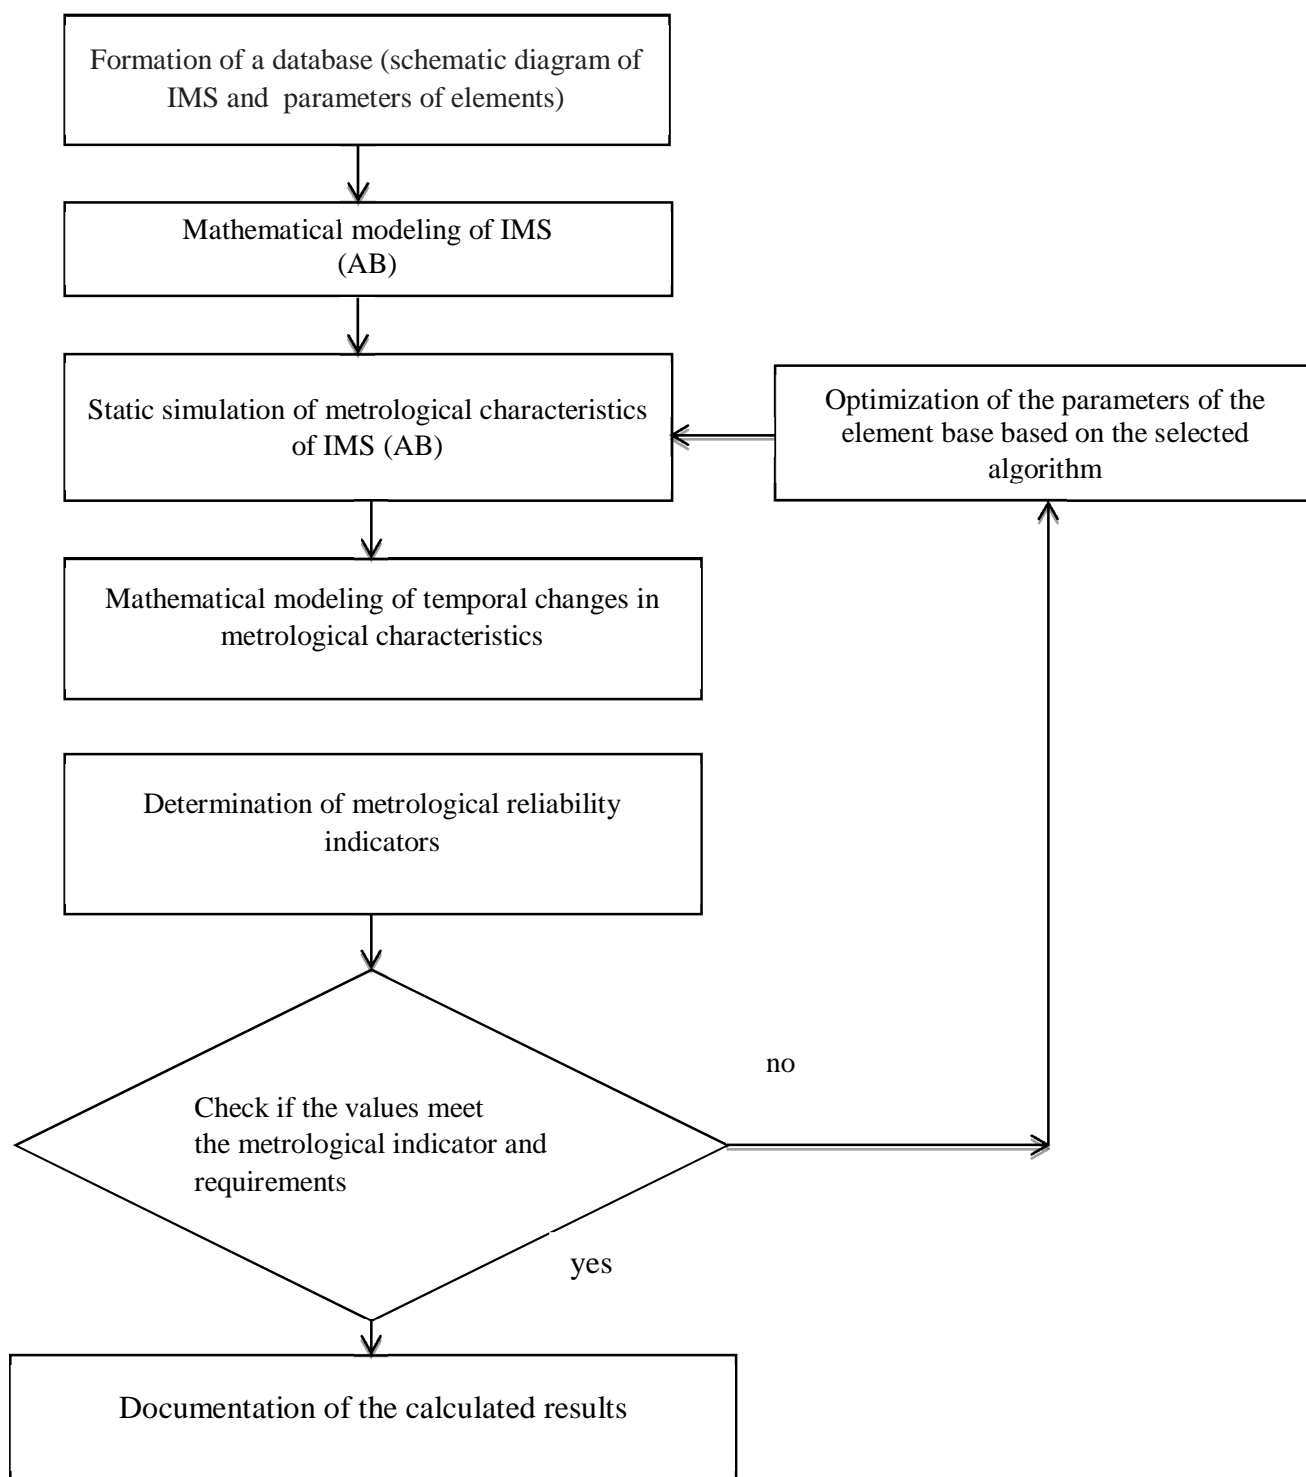 Formation of a database (schematic diagram of
IMS and  parameters of elements)
Mathematical modeling of IMS
(AB)
Static simulation of metrological characteristics
of IMS (AB)
Optimization of the parameters of the
element base based on the selected
algorithm
Mathematical modeling of temporal changes in
metrological characteristics
Determination of metrological reliability
indicators
no
Check if the values meet
the metrological indicator and
requirements
yes
Documentation of the calculated results